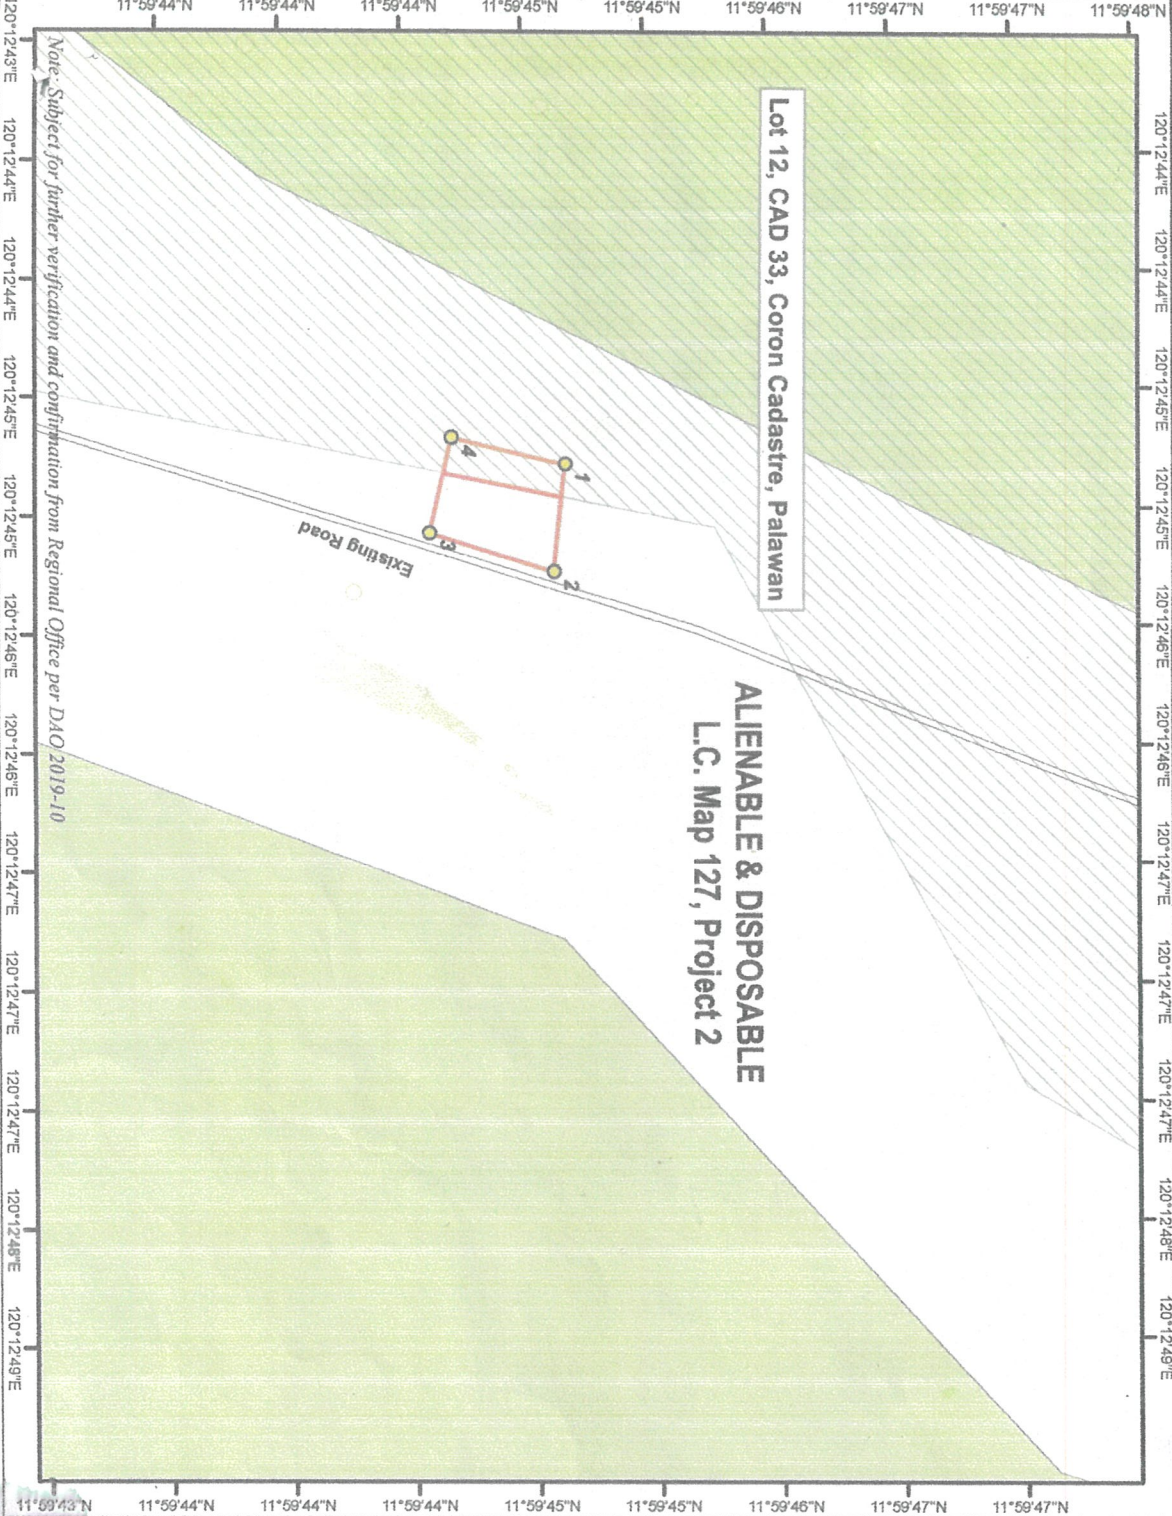 11°59'44"N
11°59'44"N
11°59'44"N
11°59'45"N
11°59'45"N
11°59'46"N
11°59'47"N
11°59'47"N
11°59'48"N
120°12'43"E
120°12'44"E
120°12'44"E
120°12'45"E
120°12'45"E
120°12'46"E
120°12'46"E
120°12'47"E
120°12'47"E
120°12'47"E
120°12'48"E
120°12'49"E
120°12'44"E
120°12'44"E
120°12'45"E
120°12'45"E
120°12'46"E
120°12'46"E
120°12'47"E
120°12'47"E
120°12'47"E
120°12'48"E
120°12'49"E
Lot 12, CAD 33, Coron Cadastre, Palawan
ALIENABLE & DISPOSABLE
L.C. Map 127, Project 2
1
2
3
4
Existing Road
Note: Subject for further verification and confirmation from Regional Office per DAO 2019-10
11°59'43"N
11°59'44"N
11°59'44"N
11°59'44"N
11°59'45"N
11°59'45"N
11°59'46"N
11°59'47"N
11°59'47"N